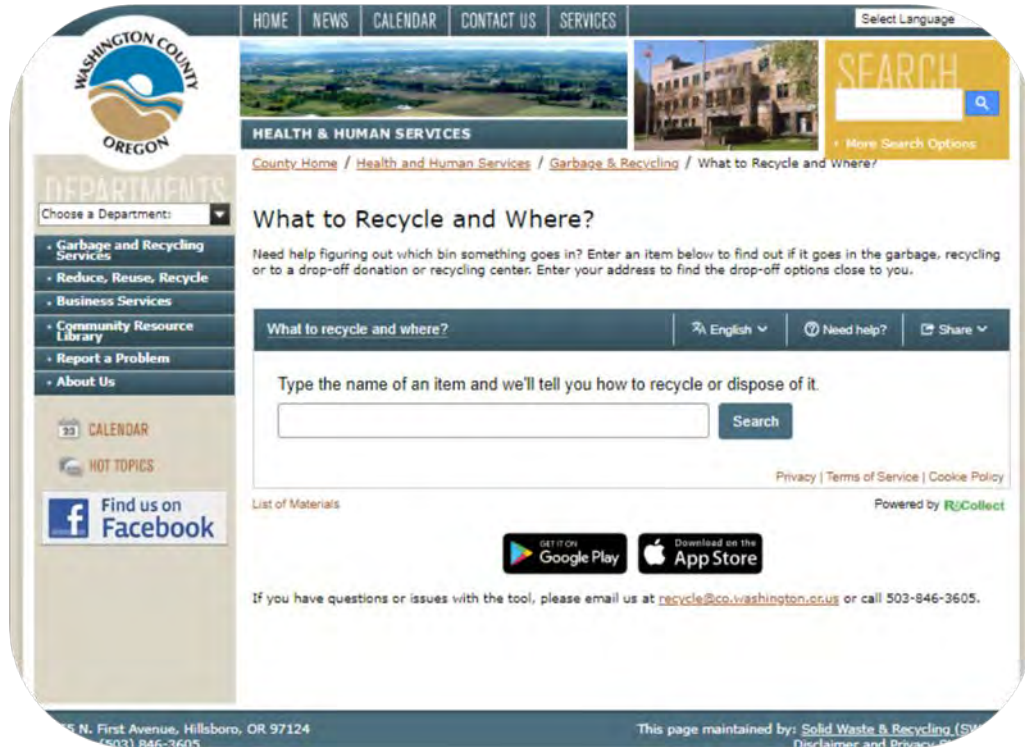 HOME NEWS CALENDAR CONTACT US SERVICES
Select Language
WASHINGTON COUNTY
OREGON
SEARCH
More Search Options
HEALTH & HUMAN SERVICES
County Home / Health and Human Services / Garbage & Recycling / What to Recycle and Where?
DEPARTMENTS
Choose a Department:
Garbage and Recycling
Services
Reduce, Reuse, Recycle
Business Services
Community Resource
Library
Report a Problem
About Us
23 CALENDAR
HOT TOPICS
f Find us on
Facebook
What to Recycle and Where?
Need help figuring out which bin something goes in? Enter an item below to find out if it goes in the garbage, recycling
or to a drop-off donation or recycling center. Enter your address to find the drop-off options close to you.
What to recycle and where? English Need help? Share
Type the name of an item and we'll tell you how to recycle or dispose of it.
Search
Privacy | Terms of Service | Cookie Policy
List of Materials
Powered by ReCollect
GET IT ON
Google Play
Download on the
App Store
If you have questions or issues with the tool, please email us at recycle@co.washington.or.us or call 503-846-3605.
N. First Avenue, Hillsboro, OR 97124
(503) 846-3605
This page maintained by: Solid Waste & Recycling
Disclaimer and Privacy